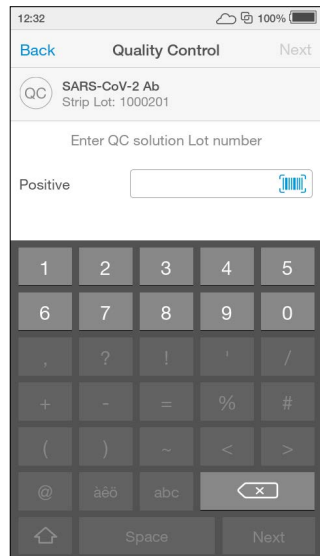 12:32 100%
Back Quality Control Next
QC SARS-CoV-2 Ab
Strip Lot: 1000201
Enter QC solution Lot number
Positive
1 2 3 4 5
6 7 8 9 0
, ? ! ' /
+ - = % #
( ) ~ < >
@ àêõ abc
Space Next